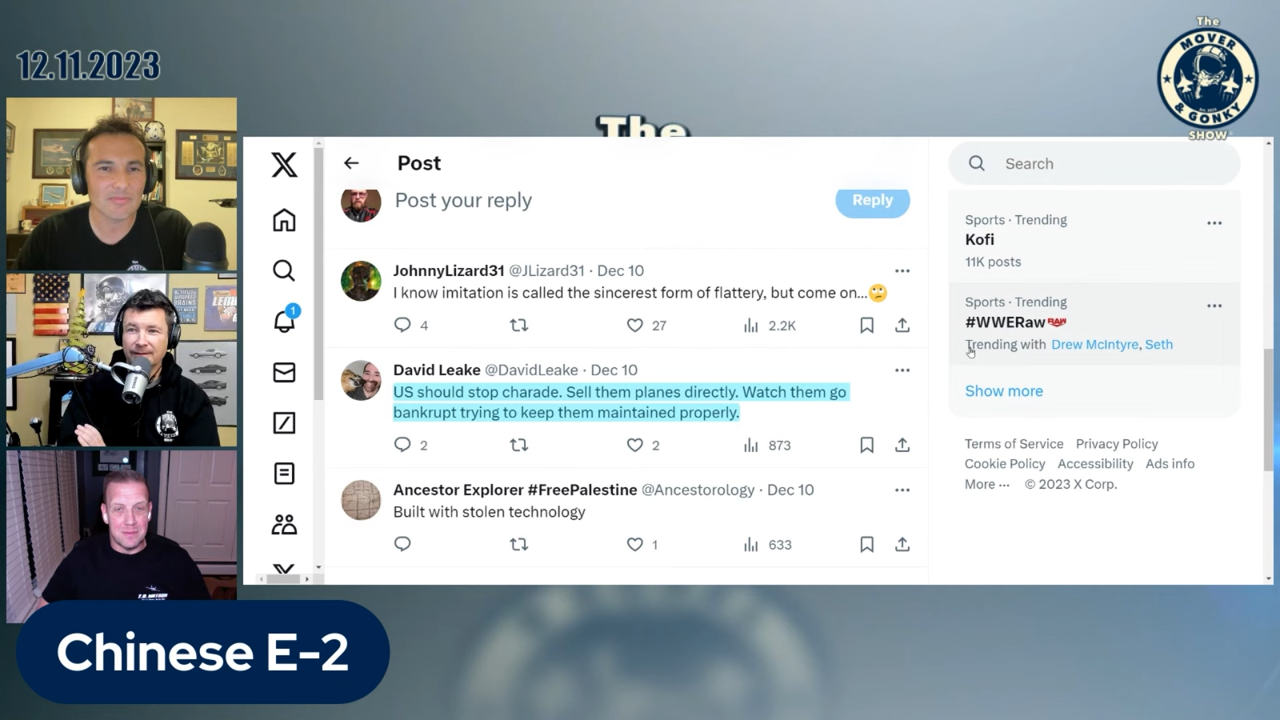 12.11.2023
The
MOVER
& GONKY
SHOW
The
Post
Search
Post your reply
Reply
JohnnyLizard31 @JLizard31 · Dec 10
I know imitation is called the sincerest form of flattery, but come on...🙄
4 27 2.2K
David Leake @DavidLeake · Dec 10
US should stop charade. Sell them planes directly. Watch them go
bankrupt trying to keep them maintained properly.
2 2 873
Ancestor Explorer #FreePalestine @Ancestorology · Dec 10
Built with stolen technology
1 633
1
Sports · Trending
Kofi
11K posts
Sports · Trending
#WWERaw
Trending with Drew McIntyre, Seth
Show more
Terms of Service Privacy Policy
Cookie Policy Accessibility Ads info
More ··· © 2023 X Corp.
Chinese E-2